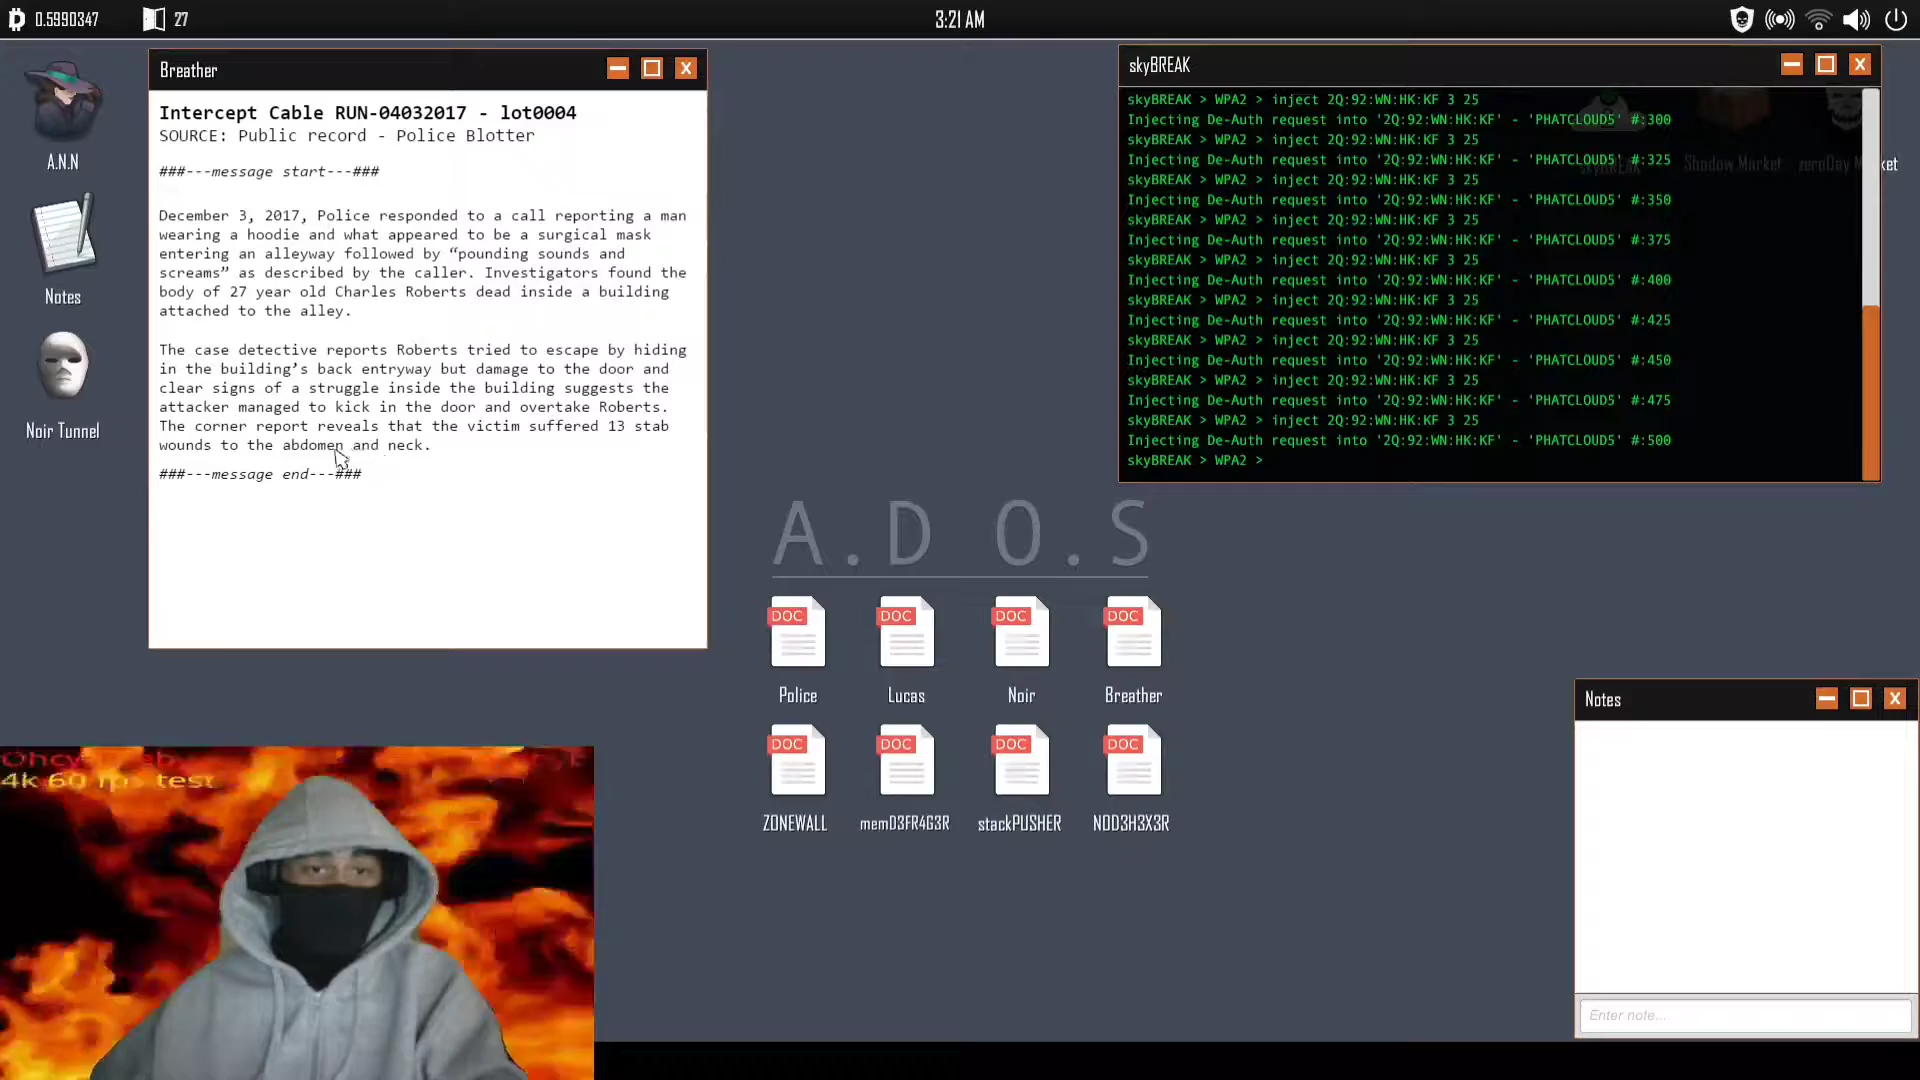 0.5990347
27
3:21 AM
A.N.N
Notes
Noir Tunnel
Breather
Intercept Cable RUN-04032017 - lot0004
SOURCE: Public record - Police Blotter
###---message start---###
December 3, 2017, Police responded to a call reporting a man
wearing a hoodie and what appeared to be a surgical mask
entering an alleyway followed by “pounding sounds and
screams” as described by the caller. Investigators found the
body of 27 year old Charles Roberts dead inside a building
attached to the alley.
The case detective reports Roberts tried to escape by hiding
in the building’s back entryway but damage to the door and
clear signs of a struggle inside the building suggests the
attacker managed to kick in the door and overtake Roberts.
The corner report reveals that the victim suffered 13 stab
wounds to the abdomen and neck.
###---message end---###
skyBREAK
skyBREAK > WPA2 > inject 2Q:92:WN:HK:KF 3 25
Injecting De-Auth request into '2Q:92:WN:HK:KF' - 'PHATCLOUD5' #:300
skyBREAK > WPA2 > inject 2Q:92:WN:HK:KF 3 25
Injecting De-Auth request into '2Q:92:WN:HK:KF' - 'PHATCLOUD5' #:325
skyBREAK > WPA2 > inject 2Q:92:WN:HK:KF 3 25
Injecting De-Auth request into '2Q:92:WN:HK:KF' - 'PHATCLOUD5' #:350
skyBREAK > WPA2 > inject 2Q:92:WN:HK:KF 3 25
Injecting De-Auth request into '2Q:92:WN:HK:KF' - 'PHATCLOUD5' #:375
skyBREAK > WPA2 > inject 2Q:92:WN:HK:KF 3 25
Injecting De-Auth request into '2Q:92:WN:HK:KF' - 'PHATCLOUD5' #:400
skyBREAK > WPA2 > inject 2Q:92:WN:HK:KF 3 25
Injecting De-Auth request into '2Q:92:WN:HK:KF' - 'PHATCLOUD5' #:425
skyBREAK > WPA2 > inject 2Q:92:WN:HK:KF 3 25
Injecting De-Auth request into '2Q:92:WN:HK:KF' - 'PHATCLOUD5' #:450
skyBREAK > WPA2 > inject 2Q:92:WN:HK:KF 3 25
Injecting De-Auth request into '2Q:92:WN:HK:KF' - 'PHATCLOUD5' #:475
skyBREAK > WPA2 > inject 2Q:92:WN:HK:KF 3 25
Injecting De-Auth request into '2Q:92:WN:HK:KF' - 'PHATCLOUD5' #:500
skyBREAK > WPA2 >
skyBREAK
Shadow Market
A.D O.S
DOC
DOC
DOC
DOC
Police
Lucas
Noir
Breather
DOC
DOC
DOC
DOC
ZONEWALL
memD3FR4G3R
stackPUSHER
NOD3H3X3R
Notes
Enter note...
4k 60 fps test